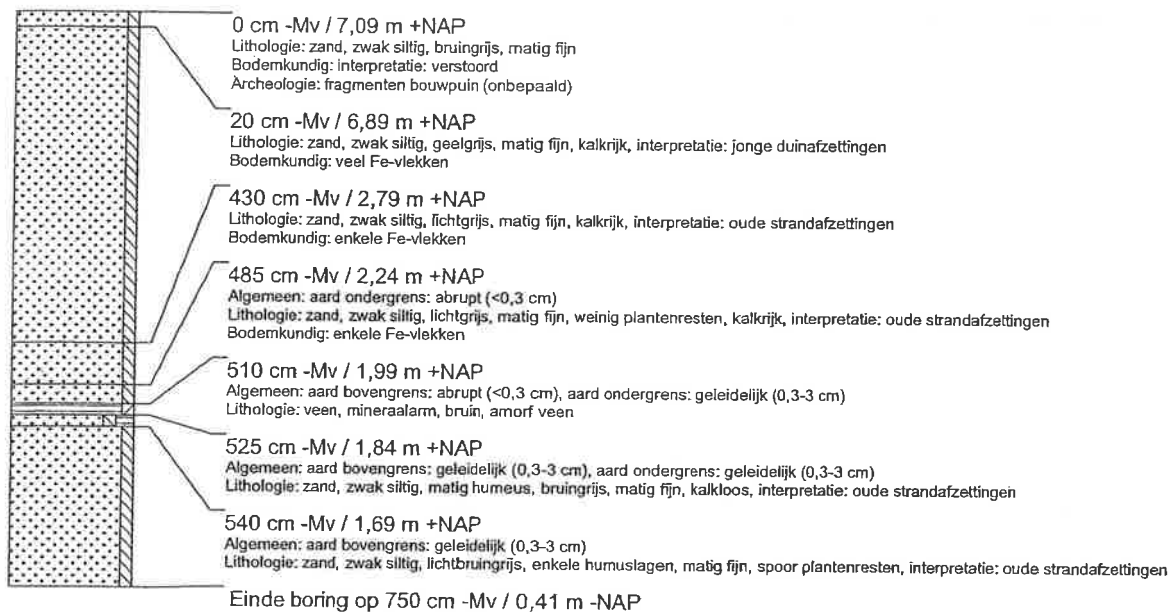 0 cm -Mv / 7,09 m +NAP
Lithologie: zand, zwak siltig, bruingrijs, matig fijn
Bodemkundig: interpretatie: verstoord
Archeologie: fragmenten bouwpuin (onbepaald)
20 cm -Mv / 6,89 m +NAP
Lithologie: zand, zwak siltig, geelgrijs, matig fijn, kalkrijk, interpretatie: jonge duinafzettingen
Bodemkundig: veel Fe-vlekken
430 cm -Mv / 2,79 m +NAP
Lithologie: zand, zwak siltig, lichtgrijs, matig fijn, kalkrijk, interpretatie: oude strandafzettingen
Bodemkundig: enkele Fe-vlekken
485 cm -Mv / 2,24 m +NAP
Algemeen: aard ondergrens: abrupt (<0,3 cm)
Lithologie: zand, zwak siltig, lichtgrijs, matig fijn, weinig plantenresten, kalkrijk, interpretatie: oude strandafzettingen
Bodemkundig: enkele Fe-vlekken
510 cm -Mv / 1,99 m +NAP
Algemeen: aard bovengrens: abrupt (<0,3 cm), aard ondergrens: geleidelijk (0,3-3 cm)
Lithologie: veen, mineraalarm, bruin, amorf veen
525 cm -Mv / 1,84 m +NAP
Algemeen: aard bovengrens: geleidelijk (0,3-3 cm), aard ondergrens: geleidelijk (0,3-3 cm)
Lithologie: zand, zwak siltig, matig humeus, bruingrijs, matig fijn, kalkloos, interpretatie: oude strandafzettingen
540 cm -Mv / 1,69 m +NAP
Algemeen: aard bovengrens: geleidelijk (0,3-3 cm)
Lithologie: zand, zwak siltig, lichtbruingrijs, enkele humuslagen, matig fijn, spoor plantenresten, interpretatie: oude strandafzettingen
Einde boring op 750 cm -Mv / 0,41 m -NAP